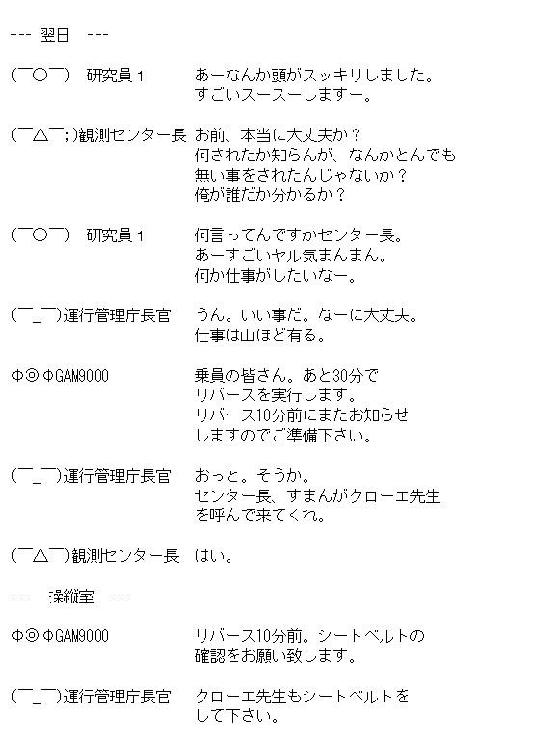 --- 翌日 ---
(￣○￣) 研究員1 あーなんか頭がスッキリしました。
すごいスースーしますー。
(￣△￣;)観測センター長 お前、本当に大丈夫か？
何されたか知らんが、なんかとんでも
無い事をされたんじゃないか？
俺が誰だか分かるか？
(￣○￣) 研究員1 何言ってんですかセンター長。
あーすごいヤル気まんまん。
何か仕事がしたいなー。
(￣_￣)運行管理庁長官 うん。いい事だ。なーに大丈夫。
仕事は山ほど有る。
Φ◎ΦGAM9000 乗員の皆さん。あと30分で
リバースを実行します。
リバース10分前にまたお知らせ
しますのでご準備下さい。
(￣_￣)運行管理庁長官 おっと。そうか。
センター長、すまんがクローエ先生
を呼んで来てくれ。
(￣△￣)観測センター長 はい。
--- 操縦室 ---
Φ◎ΦGAM9000 リバース10分前。シートベルトの
確認をお願い致します。
(￣_￣)運行管理庁長官 クローエ先生もシートベルトを
して下さい。